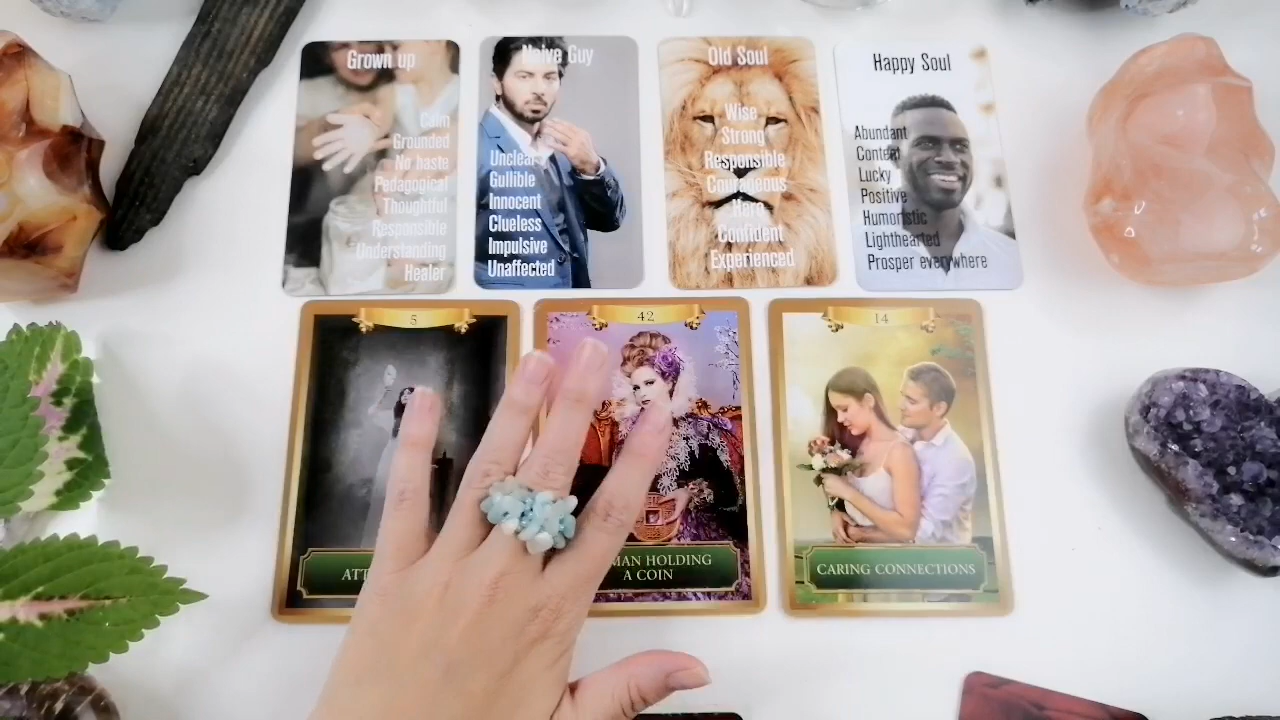 Grown up
Calm
Grounded
No haste
Pedagogical
Thoughtful
Responsible
Understanding
Healer
Naive Guy
Unclear
Gullible
Innocent
Clueless
Impulsive
Unaffected
Old Soul
Wise
Strong
Responsible
Courageous
Hero
Confident
Experienced
Happy Soul
Abundant
Content
Lucky
Positive
Humoristic
Lighthearted
Prosper everywhere
5
42
HOLDING
A COIN
14
CARING CONNECTIONS